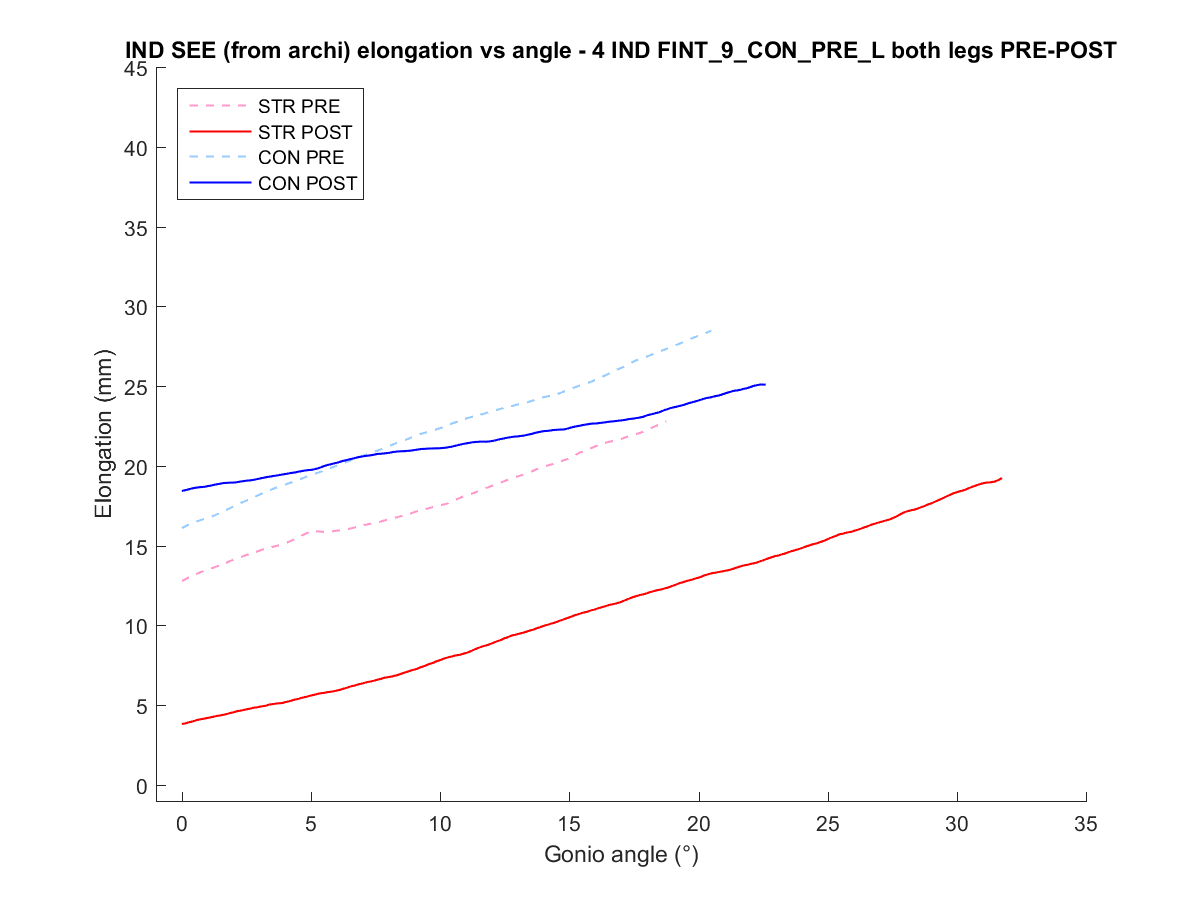 IND SEE (from archi) elongation vs angle - 4 IND FINT_9_CON_PRE_L both legs PRE-POST
STR PRE
STR POST
CON PRE
CON POST
45
40
35
30
25
20
15
10
5
0
Elongation (mm)
0 5 10 15 20 25 30 35
Gonio angle (°)